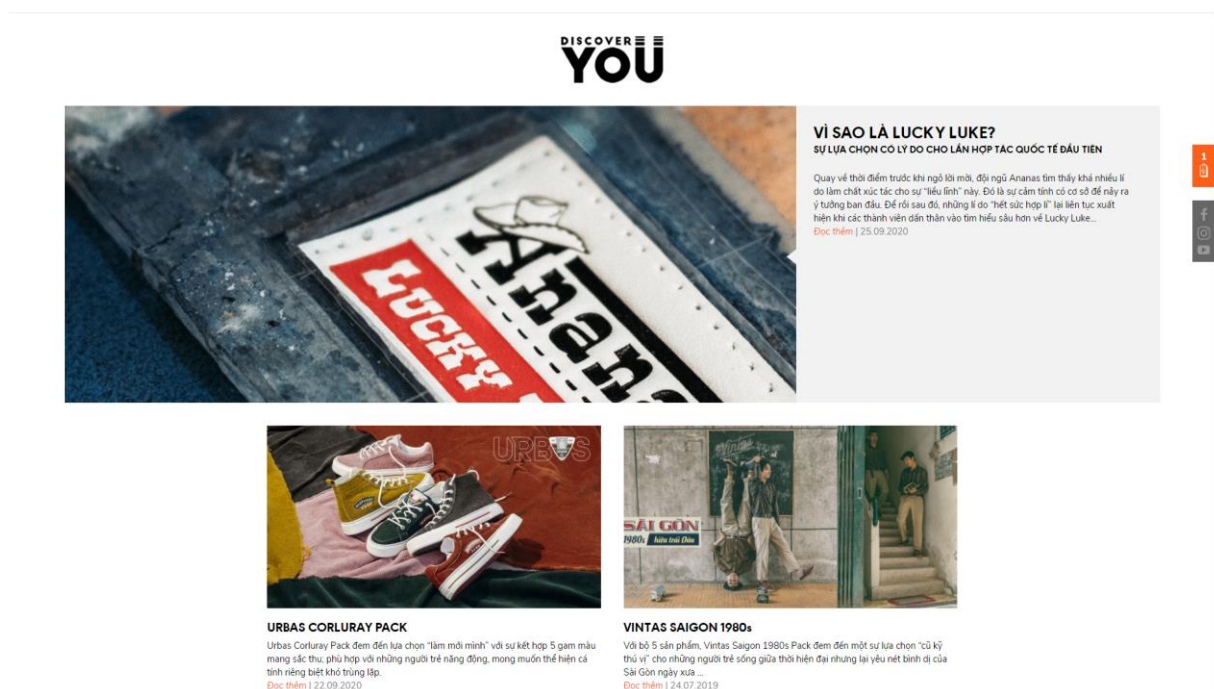 DISCOVER
YOU
VÌ SAO LÀ LUCKY LUKE?
SỰ LỰA CHỌN CÓ LÝ DO CHO LẦN HỢP TÁC QUỐC TẾ ĐẦU TIÊN
Quay về thời điểm trước khi ngỏ lời mời, đội ngũ Ananas tìm thấy khá nhiều lí
do làm chất xúc tác cho sự "liều lĩnh" này. Đó là sự cảm tính có cơ sở để nảy ra
ý tưởng ban đầu. Để rồi sau đó, những lí do "hết sức hợp lí" lại liên tục xuất
hiện khi các thành viên dấn thân vào tìm hiểu sâu hơn về Lucky Luke...
Đọc thêm | 25.09.2020
1
Anana
LUCKY
URBAS
SÀI GÒN
1980s
Vintas
URBAS CORLURAY PACK
Urbas Corluray Pack đem đến lựa chọn "làm mới mình" với sự kết hợp 5 gam màu
mang sắc thu; phù hợp với những người trẻ năng động, mong muốn thể hiện cá
tính riêng biệt khó trùng lặp.
Đọc thêm | 22.09.2020
VINTAS SAIGON 1980s
Với bộ 5 sản phẩm, Vintas Saigon 1980s Pack đem đến một sự lựa chọn "cũ kỹ
thú vị" cho những người trẻ sống giữa thời hiện đại nhưng lại yêu nét bình dị của
Sài Gòn ngày xưa ...
Đọc thêm | 24.07.2019